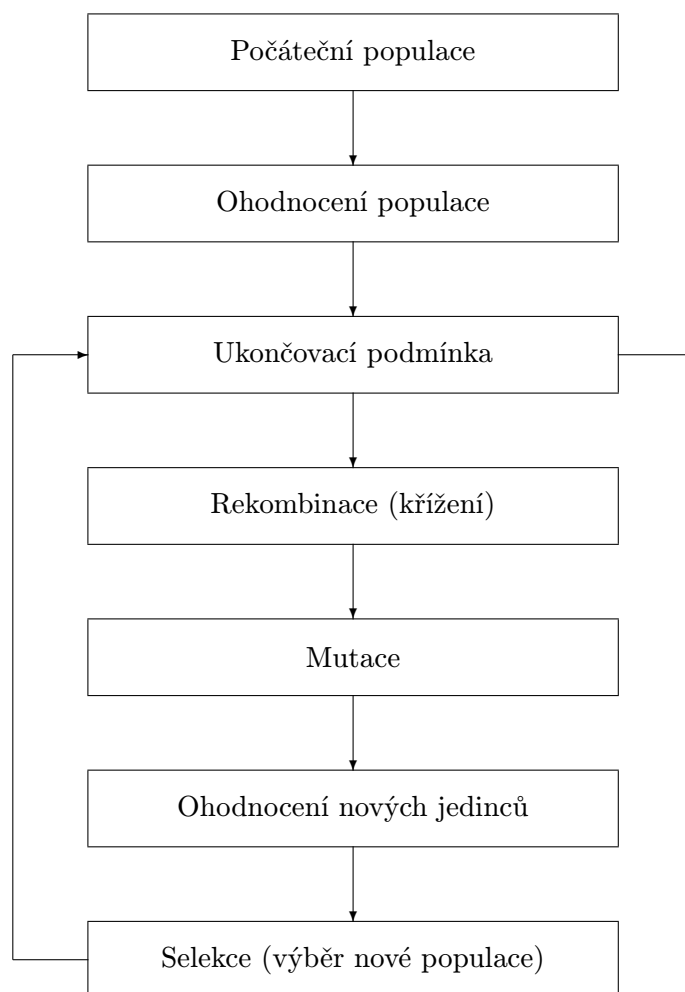 Počáteční populace
Ohodnocení populace
Ukončovací podmínka
Rekombinace (křížení)
Mutace
Ohodnocení nových jedinců
Selekce (výběr nové populace)